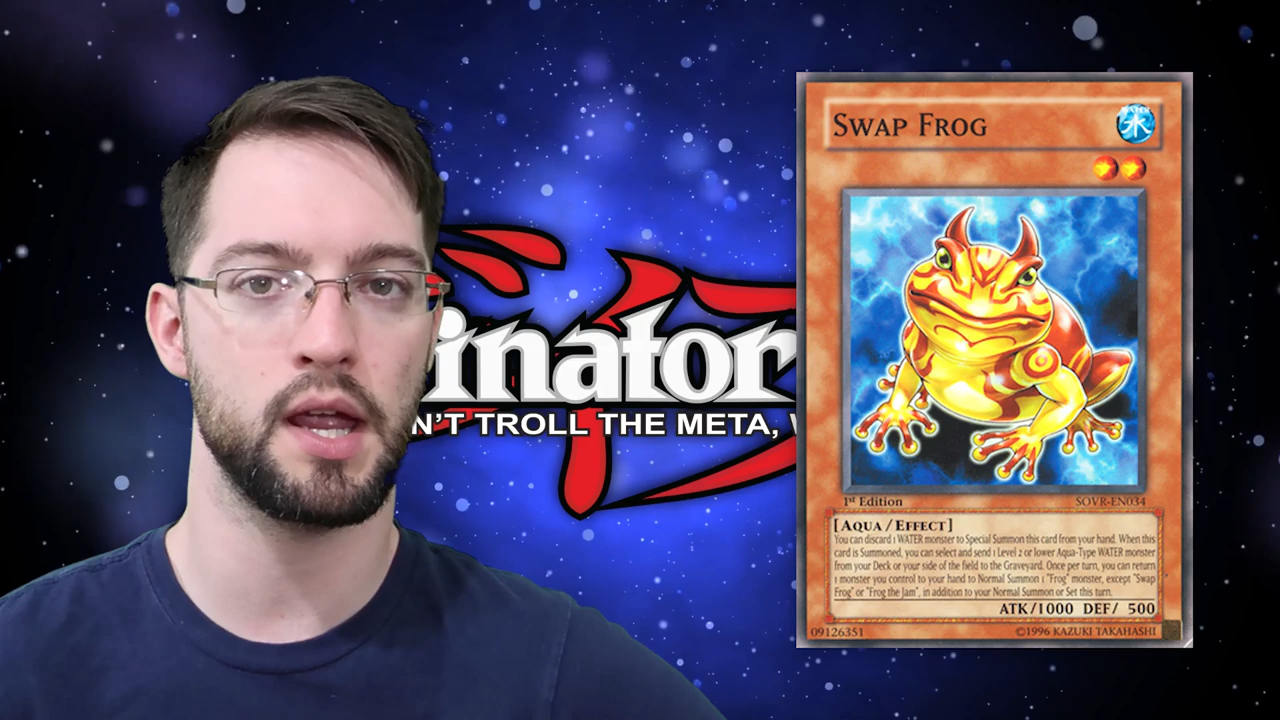 inator
N'T TROLL THE META,
SWAP FROG
WATER
水
1st Edition
SOVR-EN034
[AQUA / EFFECT]
You can discard 1 WATER monster to Special Summon this card from your hand. When this
card is Summoned, you can select and send 1 Level 2 or lower Aqua-Type WATER monster
from your Deck or your side of the field to the Graveyard. Once per turn, you can return
1 monster you control to your hand to Normal Summon 1 "Frog" monster, except "Swap
Frog" or "Frog the Jam", in addition to your Normal Summon or Set this turn.
ATK/1000 DEF/ 500
09126351
©1996 KAZUKI TAKAHASHI